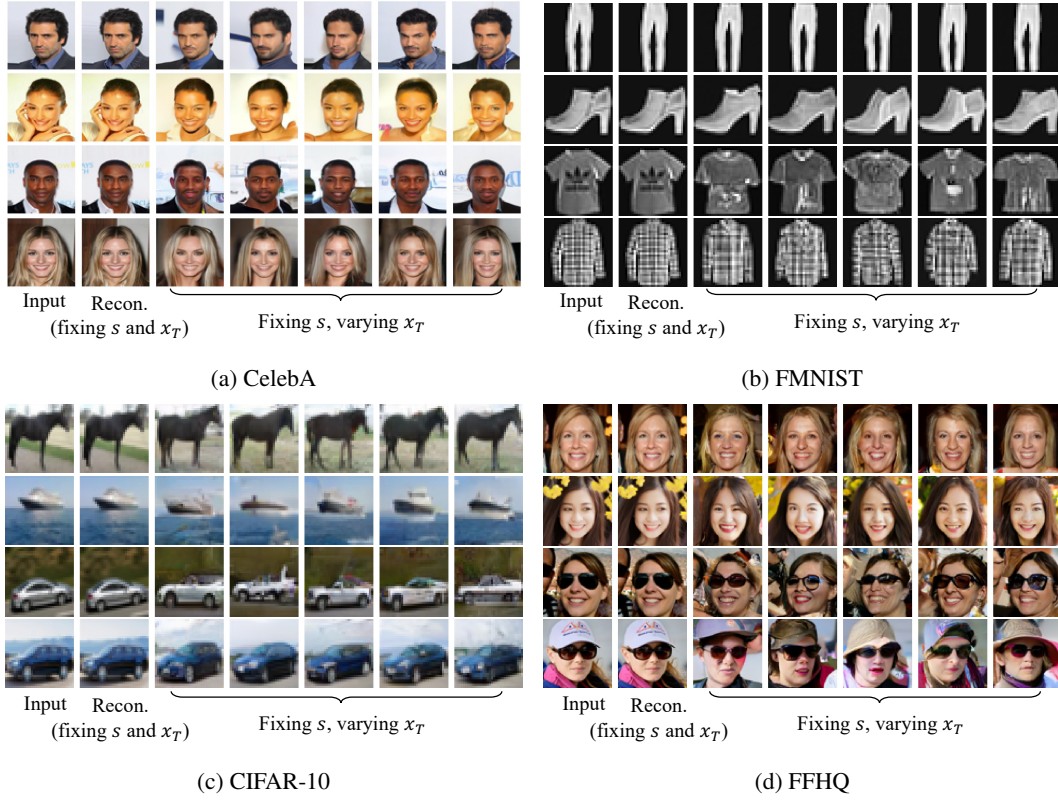 Input Recon. (fixing s and x_T) Fixing s, varying x_T
(a) CelebA
Input Recon. (fixing s and x_T) Fixing s, varying x_T
(b) FMNIST
Input Recon. (fixing s and x_T) Fixing s, varying x_T
(c) CIFAR-10
Input Recon. (fixing s and x_T) Fixing s, varying x_T
(d) FFHQ